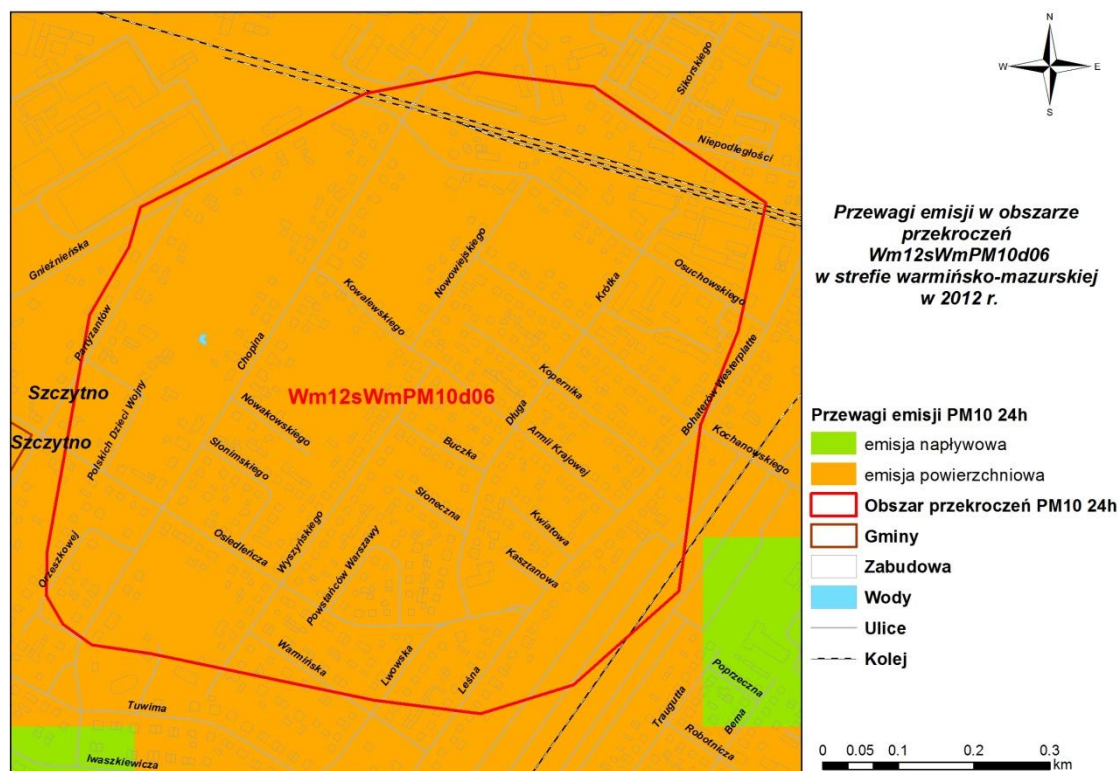 Sikorskiego
Niepodległości
Gnieźnieńska
Partyzantów
Szczytno
Szczytno
Polskich Dzieci Wojny
Chopina
Kowalewskiego
Nowowiejskiego
Krótka
Osuchowskiego
Kopernika
Bohaterów Westerplatte
Wm12sWmPM10d06
Nowakowskiego
Słonimskiego
Długa
Buczka
Armii Krajowej
Kochanowskiego
Słoneczna
Kwiatowa
Kasztanowa
Wyszyńskiego
Osiedleńcza
Powstańców Warszawy
Orzeszkowej
Warmińska
Lwowska
Leśna
Tuwima
Iwaszkiewicza
Poprzeczna
Traugutta
Bema
Robotnicza
N
W
E
S
Przewagi emisji w obszarze
przekroczeń
Wm12sWmPM10d06
w strefie warmińsko-mazurskiej
w 2012 r.
Przewagi emisji PM10 24h
emisja napływowa
emisja powierzchniowa
Obszar przekroczeń PM10 24h
Gminy
Zabudowa
Wody
Ulice
Kolej
0 0.05 0.1 0.2 0.3
km